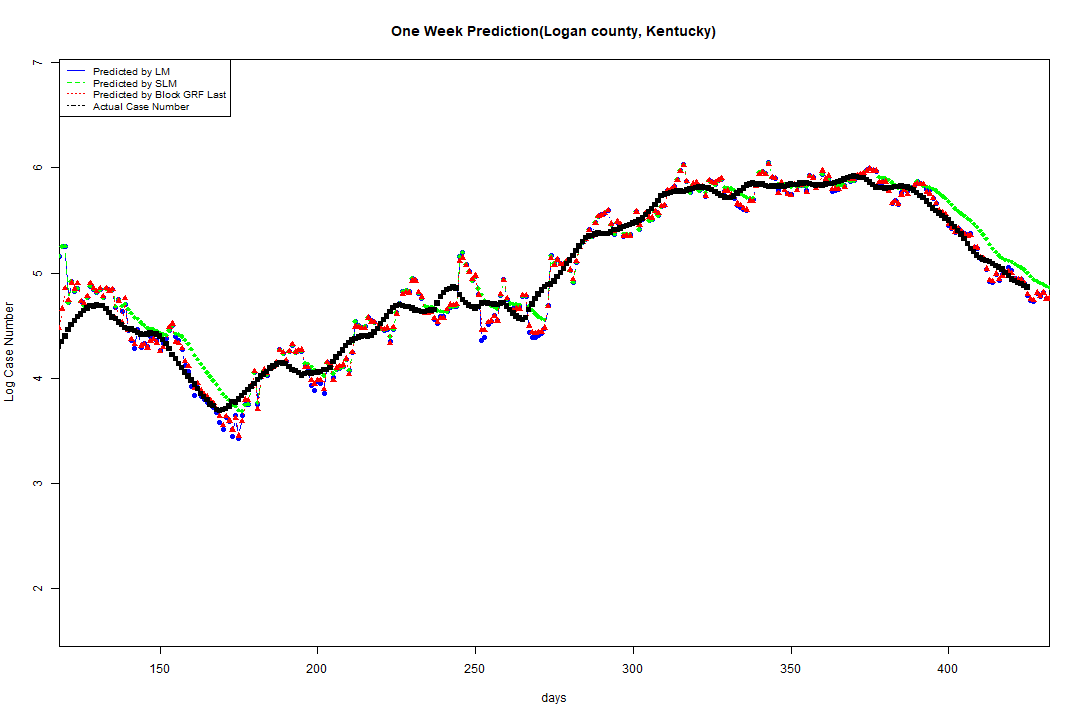 One Week Prediction(Logan county, Kentucky)
7
Predicted by LM
Predicted by SLM
Predicted by Block GRF Last
Actual Case Number
6
5
4
3
2
Log Case Number
150 200 250 300 350 400
days